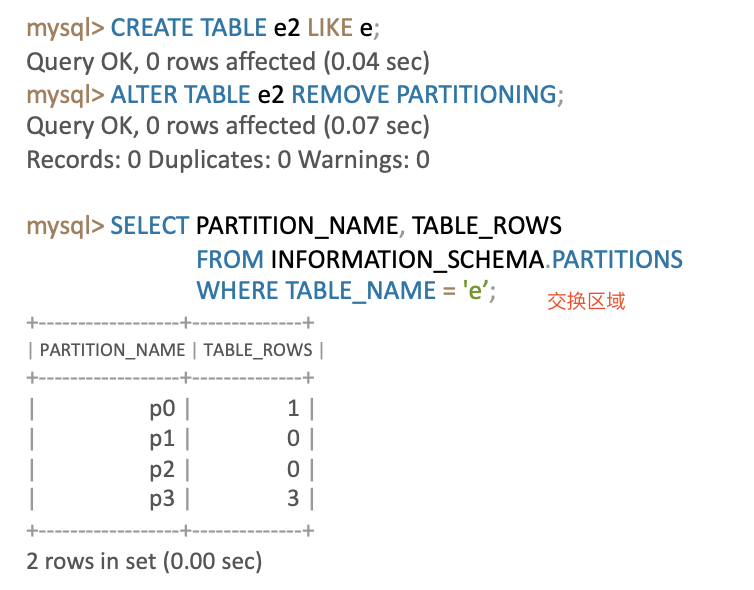 mysql> CREATE TABLE e2 LIKE e;
Query OK, 0 rows affected (0.04 sec)
mysql> ALTER TABLE e2 REMOVE PARTITIONING;
Query OK, 0 rows affected (0.07 sec)
Records: 0 Duplicates: 0 Warnings: 0
mysql> SELECT PARTITION_NAME, TABLE_ROWS
FROM INFORMATION_SCHEMA.PARTITIONS
WHERE TABLE_NAME = 'e’;
交换区域
+------------------+-------------+
| PARTITION_NAME | TABLE_ROWS |
+------------------+-------------+
| p0 | 1 |
| p1 | 0 |
| p2 | 0 |
| p3 | 3 |
+------------------+-------------+
2 rows in set (0.00 sec)